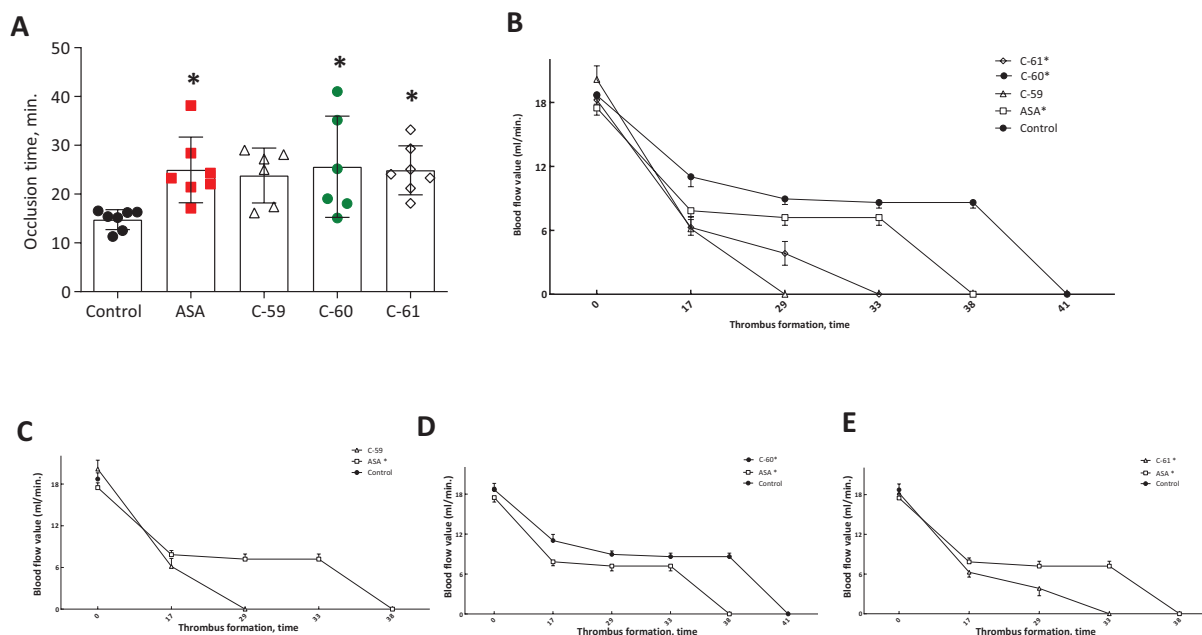 A
Occlusion time, min.
50
40
30
20
10
0
*
*
*
Control ASA C-59 C-60 C-61
B
Blood flow value (ml/min.)
18
12
6
0
0 17 29 33 38 41
Thrombus formation, time
C-61*
C-60*
C-59
ASA*
Control
C
Blood flow value (ml/min.)
18
12
6
0
0 17 29 33 38
Thrombus formation, time
C-59
ASA *
Control
D
Blood flow value (ml/min.)
18
12
6
0
0 17 29 33 38 41
Thrombus formation, time
C-60*
ASA *
Control
E
Blood flow value (ml/min.)
18
12
6
0
0 17 29 33 38
Thrombus formation, time
C-61 *
ASA *
Control